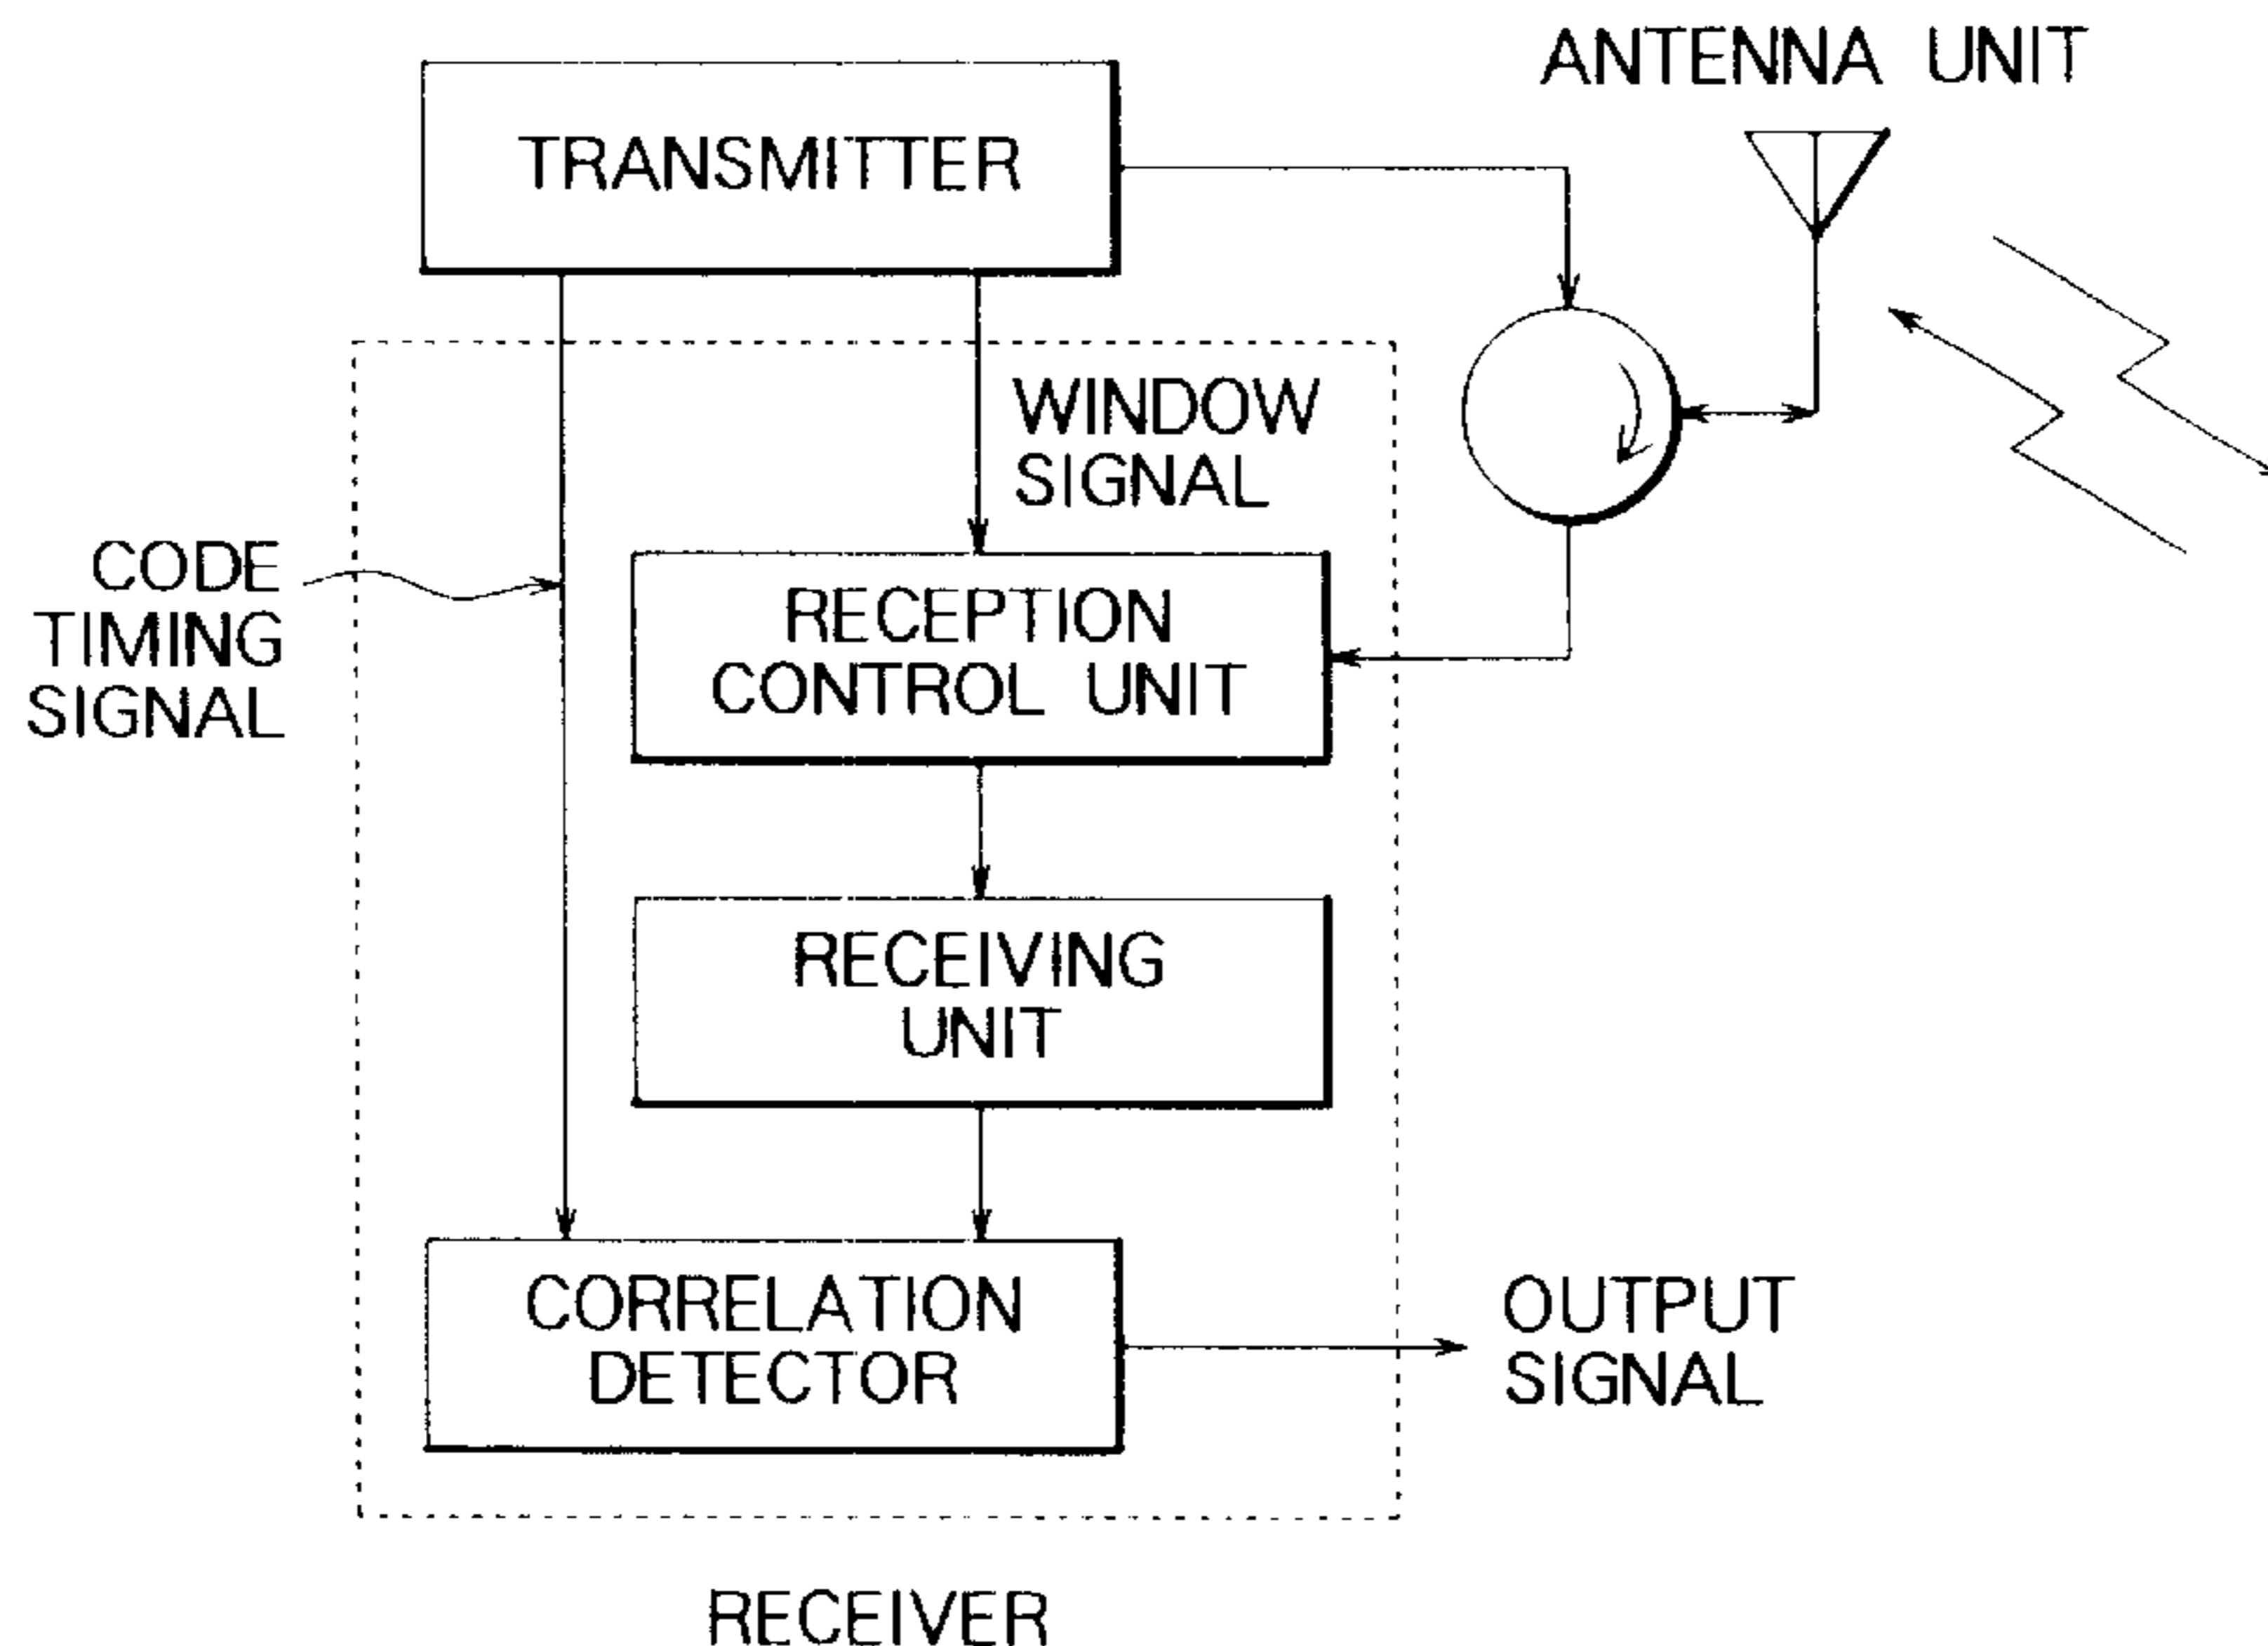 ANTENNA UNIT
TRANSMITTER
WINDOW
SIGNAL
CODE
TIMING
SIGNAL
RECEPTION
CONTROL UNIT
RECEIVING
UNIT
CORRELATION
DETECTOR
OUTPUT
SIGNAL
RECEIVER